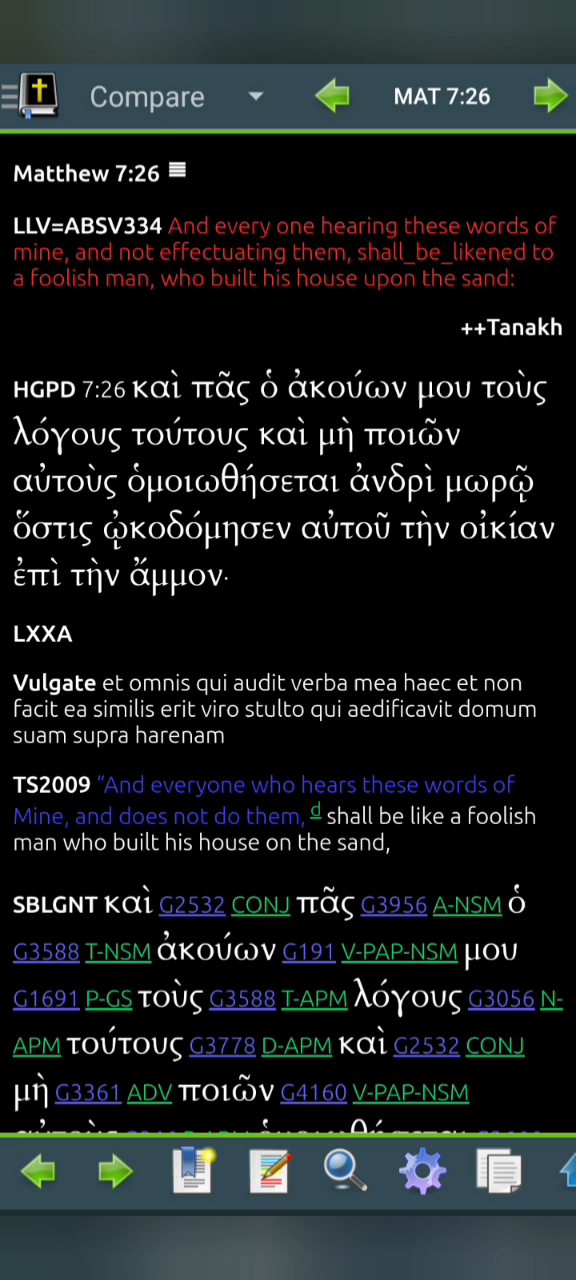 Compare
MAT 7:26
Matthew 7:26
LLV=ABSV334 And every one hearing these words of
mine, and not effectuating them, shall_be_likened to
a foolish man, who built his house upon the sand:
++Tanakh
HGPD 7:26 καὶ πᾶς ὁ ἀκούων μου τοὺς
λόγους τούτους καὶ μὴ ποιῶν
αὐτοὺς ὁμοιωθήσεται ἀνδρὶ μωρῷ
ὅστις ᾠκοδόμησεν αὐτοῦ τὴν οἰκίαν
ἐπὶ τὴν ἄμμον·
LXXA
Vulgate et omnis qui audit verba mea haec et non
facit ea similis erit viro stulto qui aedificavit domum
suam supra harenam
TS2009 “And everyone who hears these words of
Mine, and does not do them, d shall be like a foolish
man who built his house on the sand,
SBLGNT καὶ G2532 CONJ πᾶς G3956 A-NSM ὁ
G3588 T-NSM ἀκούων G191 V-PAP-NSM μου
G1691 P-GS τοὺς G3588 T-APM λόγους G3056 N-
APM τούτους G3778 D-APM καὶ G2532 CONJ
μὴ G3361 ADV ποιῶν G4160 V-PAP-NSM